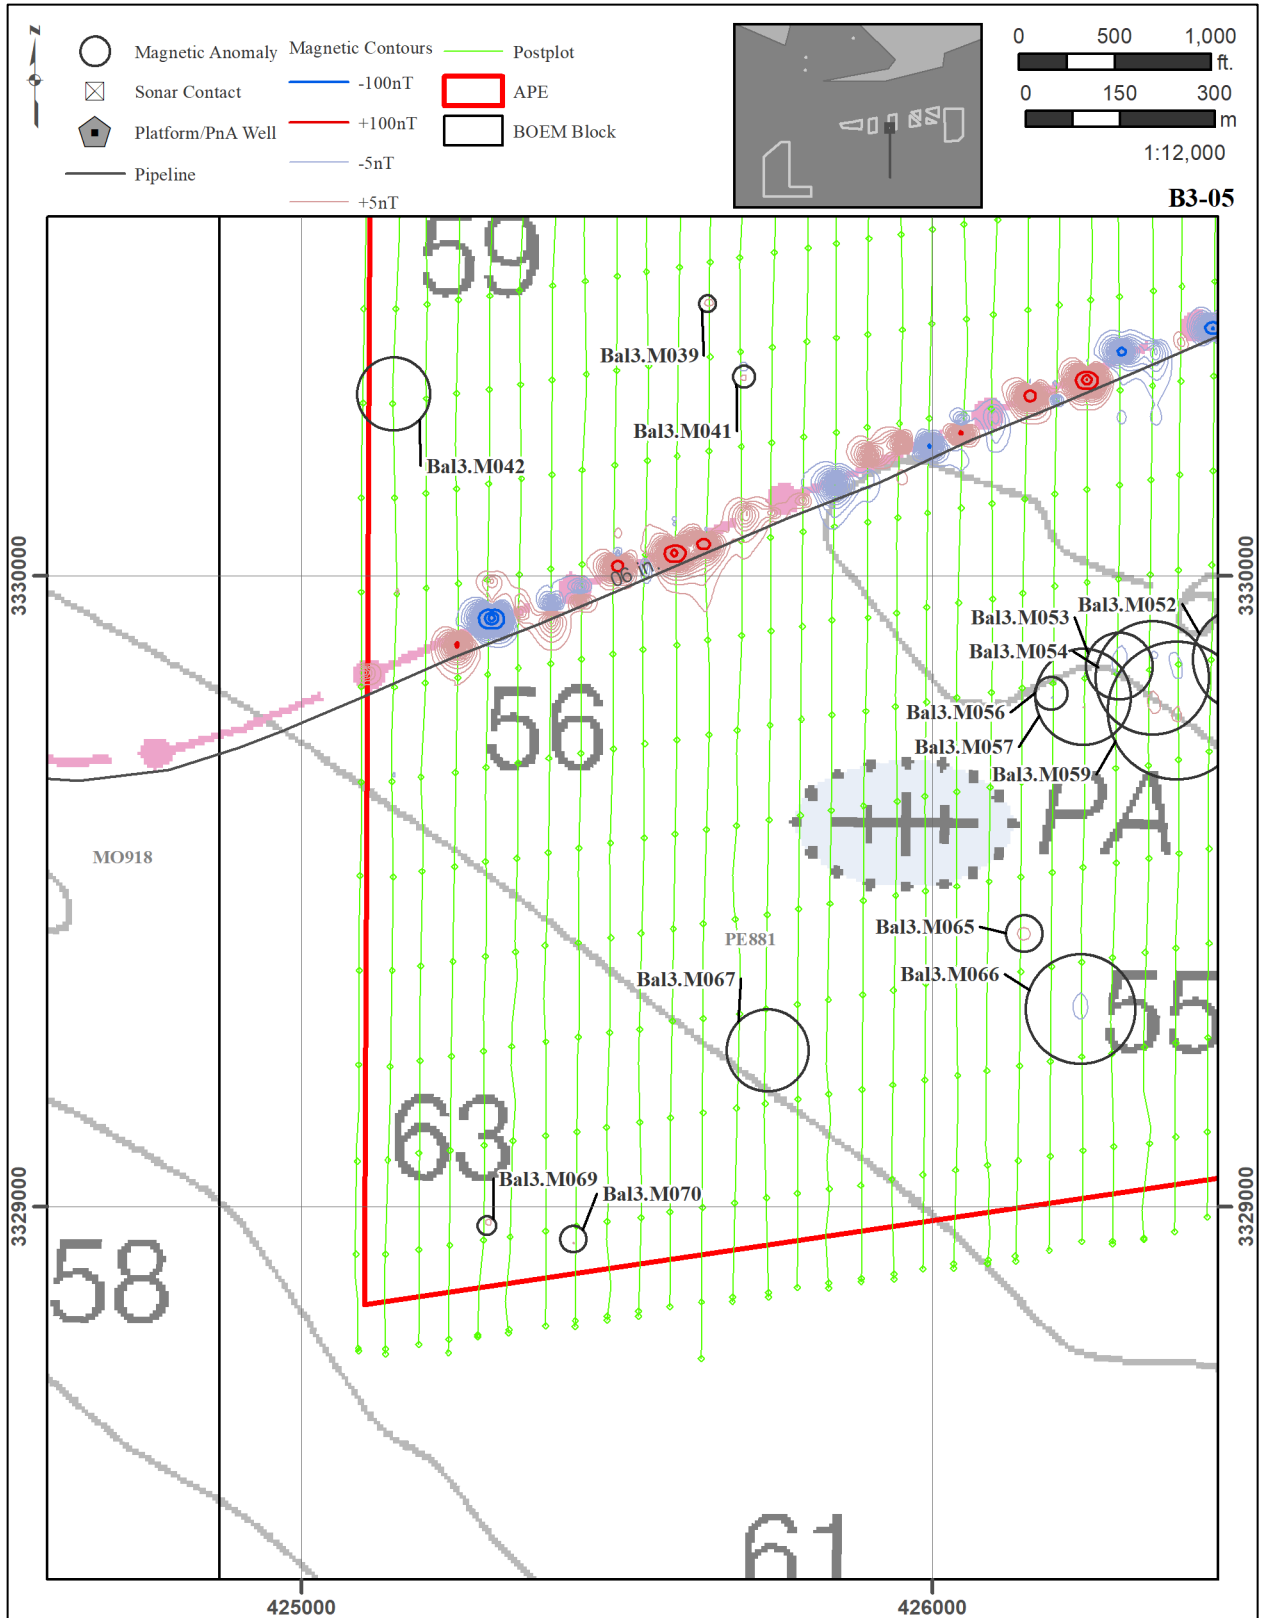 N
Magnetic Anomaly
Sonar Contact
Platform/PnA Well
Pipeline
Magnetic Contours
-100nT
+100nT
-5nT
+5nT
Postplot
APE
BOEM Block
0 500 1,000
ft.
0 150 300
m
1:12,000
B3-05
59
Bal3.M039
Bal3.M041
Bal3.M042
06 in.
3330000
3330000
Bal3.M052
Bal3.M053
Bal3.M054
Bal3.M056
Bal3.M057
Bal3.M059
56
PA
MO918
Bal3.M065
PE881
Bal3.M066
Bal3.M067
55
63
Bal3.M069
Bal3.M070
3329000
3329000
58
61
425000
426000